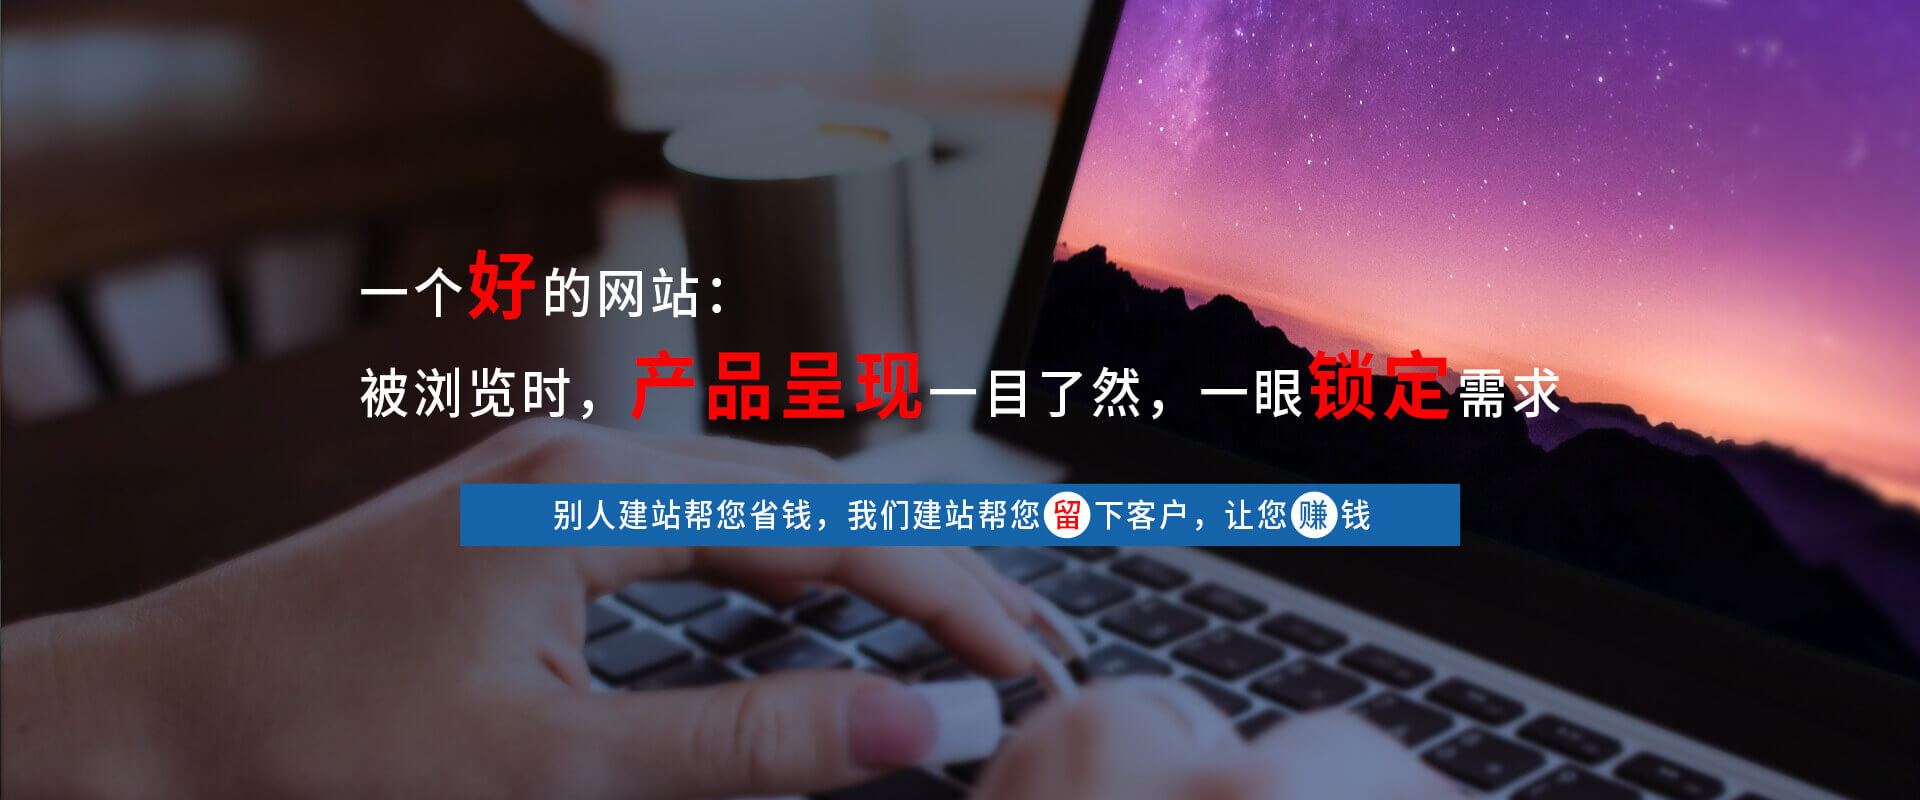 一个好的网站：
被浏览时，产品呈现一目了然，一眼锁定需求
别人建站帮您省钱，我们建站帮您留下客户，让您赚钱